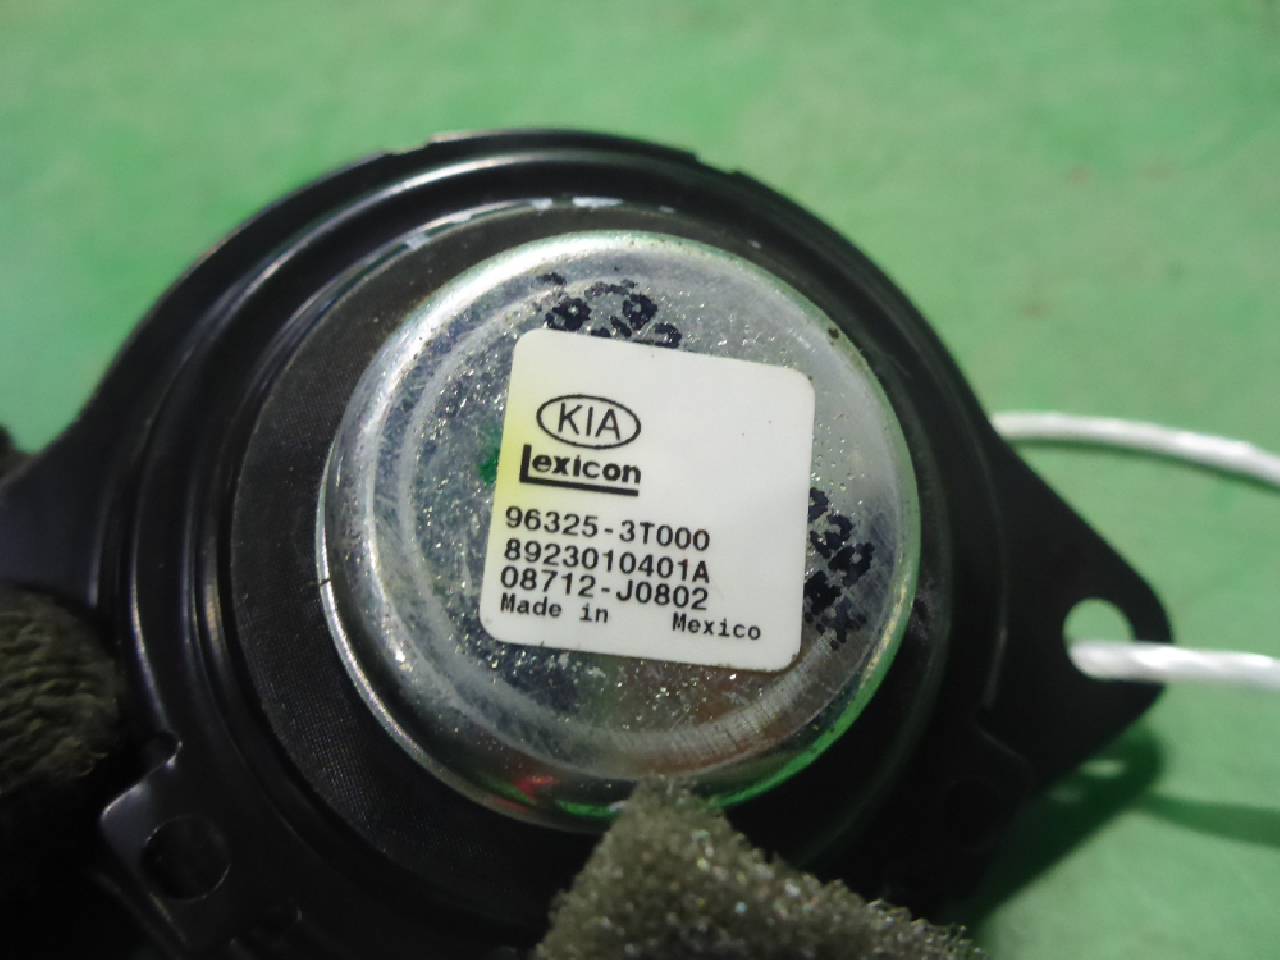 KIA
Lexicon
96325-3T000
8923010401A
08712-J0802
Made in Mexico